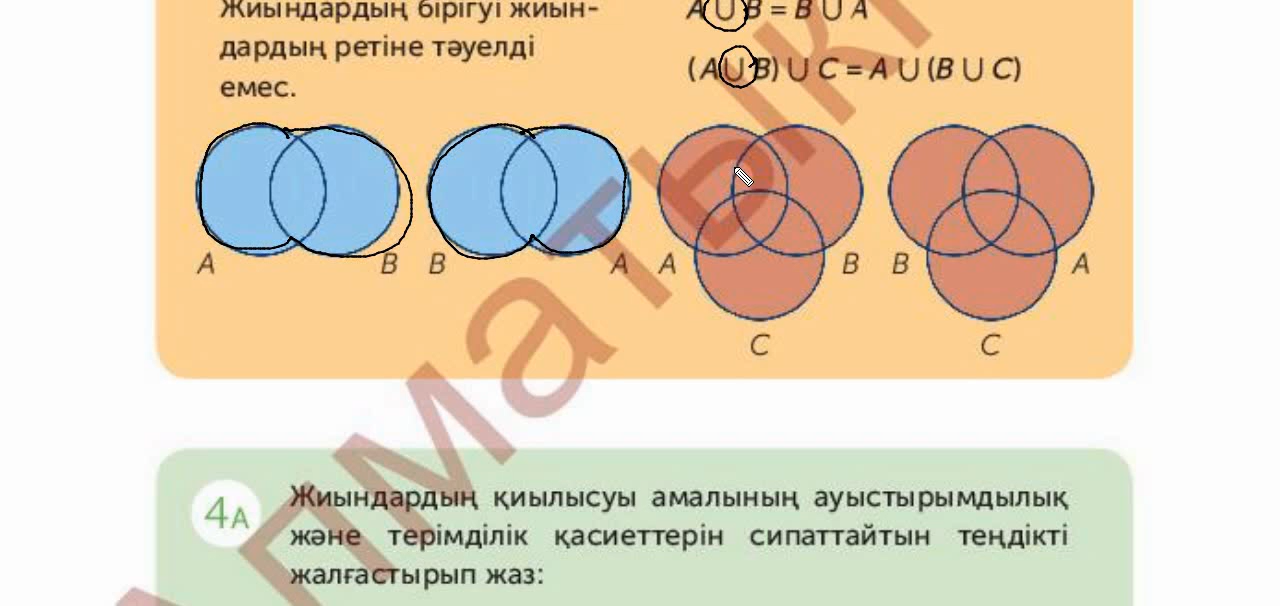 Жиындардың бірігуі жиын-
дардың ретіне тәуелді
емес.
A ∪ B = B ∪ A
(A ∪ B) ∪ C = A ∪ (B ∪ C)
A B B A A B B A
C C
4А
Жиындардың қиылысуы амалының ауыстырымдылық
және терімділік қасиеттерін сипаттайтын теңдікті
жалғастырып жаз: